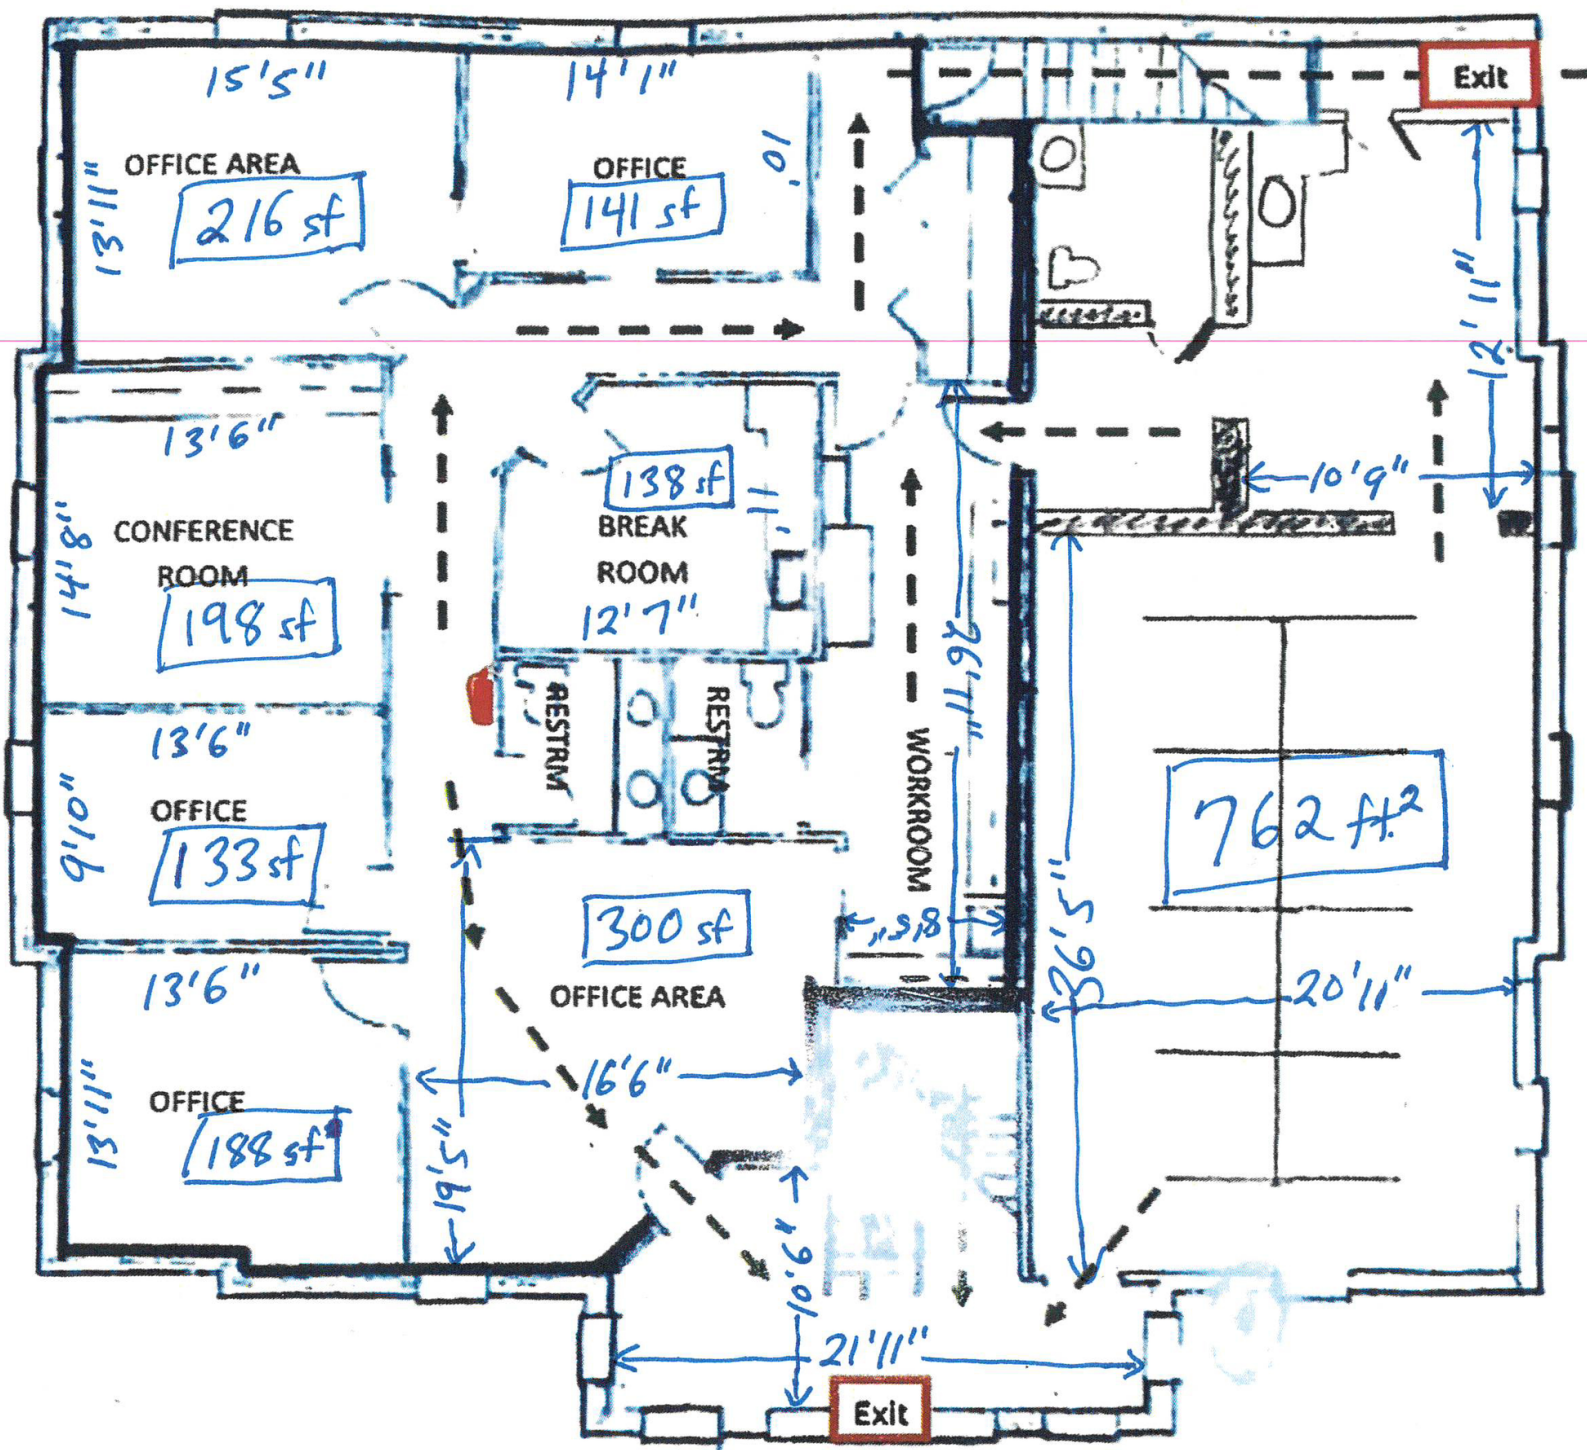 15'5"
14'1"
Exit
OFFICE AREA
13'11"
216 sf
OFFICE
10'
141 sf
12'11"
13'6"
138 sf
10'9"
CONFERENCE
ROOM
14'8"
198 sf
BREAK
ROOM
11'
12'7"
26'11"
RESTRM
RESTRM
WORKROOM
13'6"
OFFICE
9'10"
133 sf
762 ft.²
300 sf
8'5"
36'5"
20'11"
13'6"
OFFICE AREA
16'6"
OFFICE
13'11"
188 sf
19'5"
10'6"
21'11"
Exit